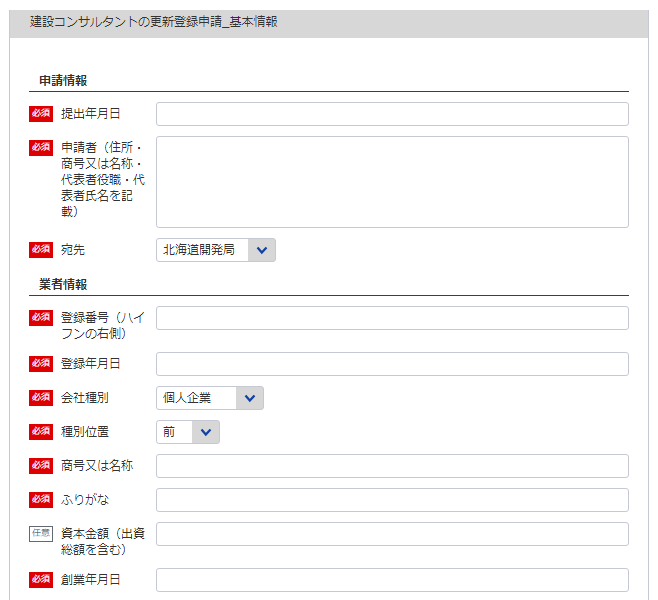 建設コンサルタントの更新登録申請_基本情報
申請情報
必須 提出年月日
必須 申請者（住所・
商号又は名称・
代表者役職・代
表者氏名を記
載）
必須 宛先 北海道開発局
業者情報
必須 登録番号（ハイ
フンの右側）
必須 登録年月日
必須 会社種別 個人企業
必須 種別位置 前
必須 商号又は名称
必須 ふりがな
任意 資本金額（出資
総額を含む）
必須 創業年月日